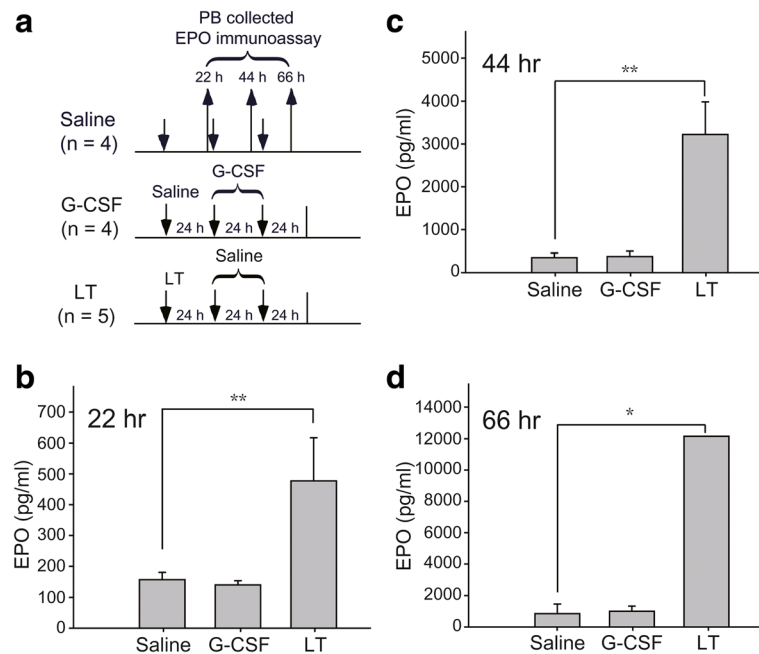 a
PB collected
EPO immunoassay
22 h 44 h 66 h
Saline
(n = 4)
G-CSF
Saline
G-CSF
(n = 4)
24 h 24 h 24 h
Saline
LT
LT
(n = 5)
24 h 24 h 24 h
c
44 hr
**
EPO (pg/ml)
5000
4000
3000
2000
1000
0
Saline G-CSF LT
b
22 hr
**
EPO (pg/ml)
700
600
500
400
300
200
100
0
Saline G-CSF LT
d
66 hr
*
EPO (pg/ml)
14000
12000
10000
8000
6000
4000
2000
0
Saline G-CSF LT